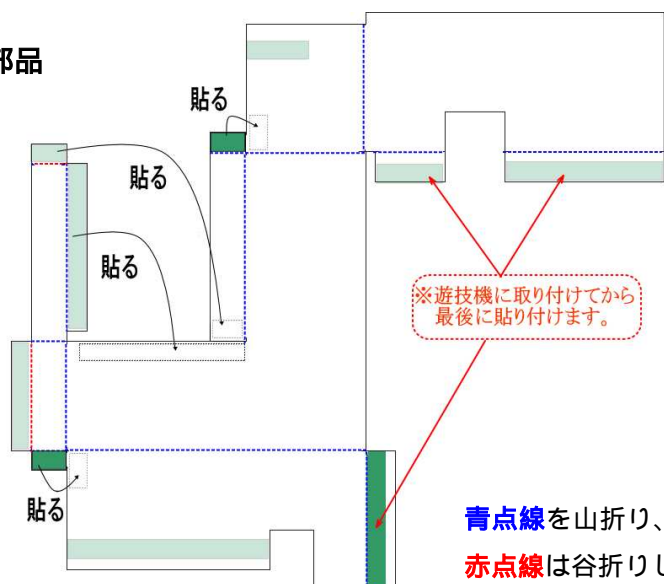 部品
貼る
貼る
貼る
※遊技機に取り付けてから
最後に貼り付けます。
貼る
青点線を山折り、
赤点線は谷折りし